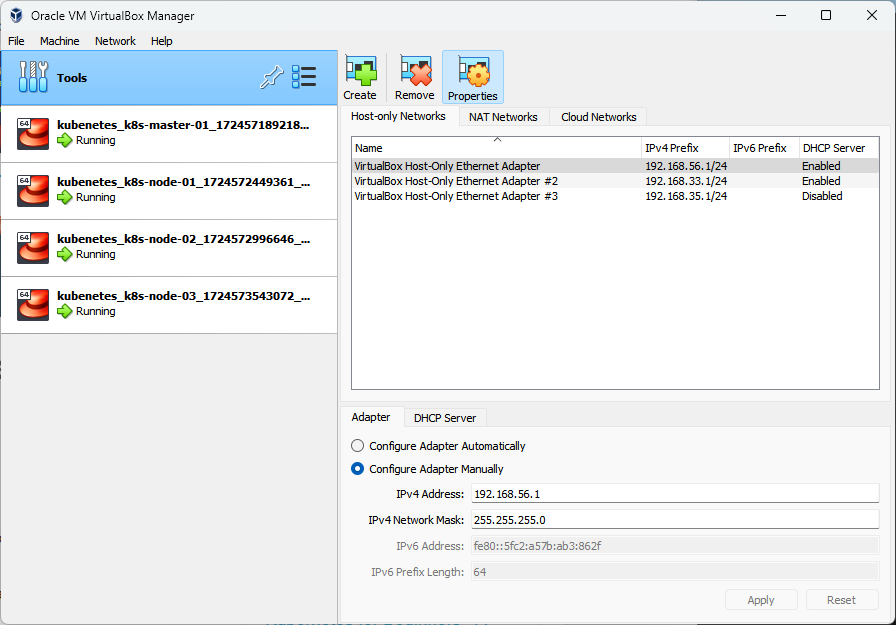 Oracle VM VirtualBox Manager
File Machine Network Help
Tools
64
kubenetes_k8s-master-01_172457189218...
Running
64
kubenetes_k8s-node-01_1724572449361_...
Running
64
kubenetes_k8s-node-02_1724572996646_...
Running
64
kubenetes_k8s-node-03_1724573543072_...
Running
Create Remove Properties
Host-only Networks NAT Networks Cloud Networks
Name IPv4 Prefix IPv6 Prefix DHCP Server
VirtualBox Host-Only Ethernet Adapter 192.168.56.1/24 Enabled
VirtualBox Host-Only Ethernet Adapter #2 192.168.33.1/24 Enabled
VirtualBox Host-Only Ethernet Adapter #3 192.168.35.1/24 Disabled
Adapter DHCP Server
Configure Adapter Automatically
Configure Adapter Manually
IPv4 Address: 192.168.56.1
IPv4 Network Mask: 255.255.255.0
IPv6 Address: fe80::5fc2:a57b:ab3:862f
IPv6 Prefix Length: 64
Apply Reset